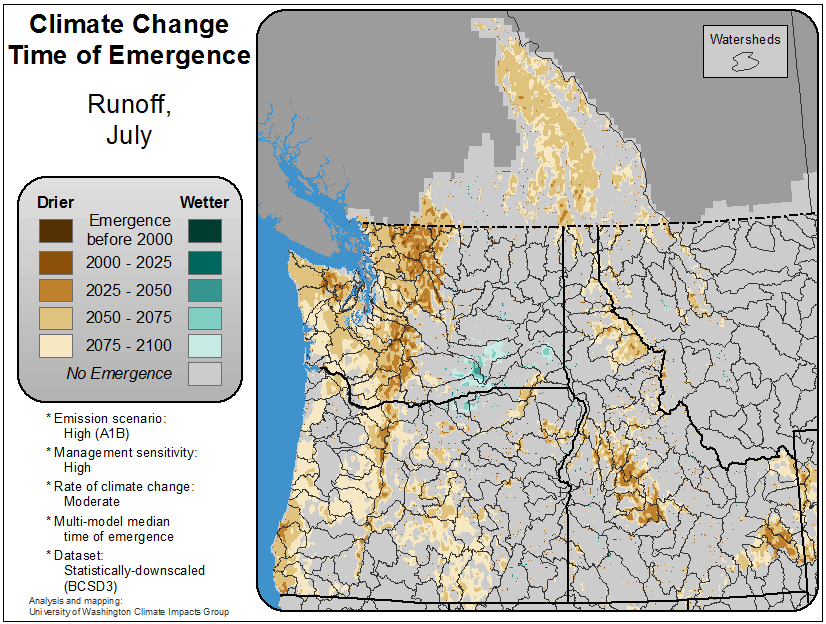 Climate Change
Time of Emergence
Runoff,
July
Drier
Wetter
Emergence
before 2000
2000 - 2025
2025 - 2050
2050 - 2075
2075 - 2100
No Emergence
* Emission scenario:
High (A1B)
* Management sensitivity:
High
* Rate of climate change:
Moderate
* Multi-model median
time of emergence
* Dataset:
Statistically-downscaled
(BCSD3)
Analysis and mapping:
University of Washington Climate Impacts Group
Watersheds